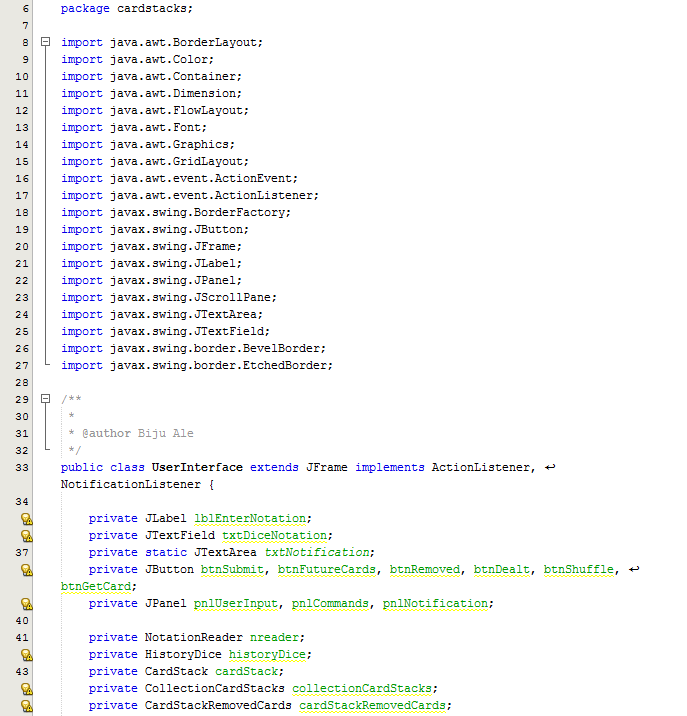 6 package cardstacks;
7
8 import java.awt.BorderLayout;
9 import java.awt.Color;
10 import java.awt.Container;
11 import java.awt.Dimension;
12 import java.awt.FlowLayout;
13 import java.awt.Font;
14 import java.awt.Graphics;
15 import java.awt.GridLayout;
16 import java.awt.event.ActionEvent;
17 import java.awt.event.ActionListener;
18 import javax.swing.BorderFactory;
19 import javax.swing.JButton;
20 import javax.swing.JFrame;
21 import javax.swing.JLabel;
22 import javax.swing.JPanel;
23 import javax.swing.JScrollPane;
24 import javax.swing.JTextArea;
25 import javax.swing.JTextField;
26 import javax.swing.border.BevelBorder;
27 import javax.swing.border.EtchedBorder;
28
29 /**
30 *
31 * @author Biju Ale
32 */
33 public class UserInterface extends JFrame implements ActionListener, ↩
NotificationListener {
34
private JLabel lblEnterNotation;
private JTextField txtDiceNotation;
37 private static JTextArea txtNotification;
private JButton btnSubmit, btnFutureCards, btnRemoved, btnDealt, btnShuffle, ↩
btnGetCard;
private JPanel pnlUserInput, pnlCommands, pnlNotification;
40
41 private NotationReader nreader;
private HistoryDice historyDice;
43 private CardStack cardStack;
private CollectionCardStacks collectionCardStacks;
private CardStackRemovedCards cardStackRemovedCards;